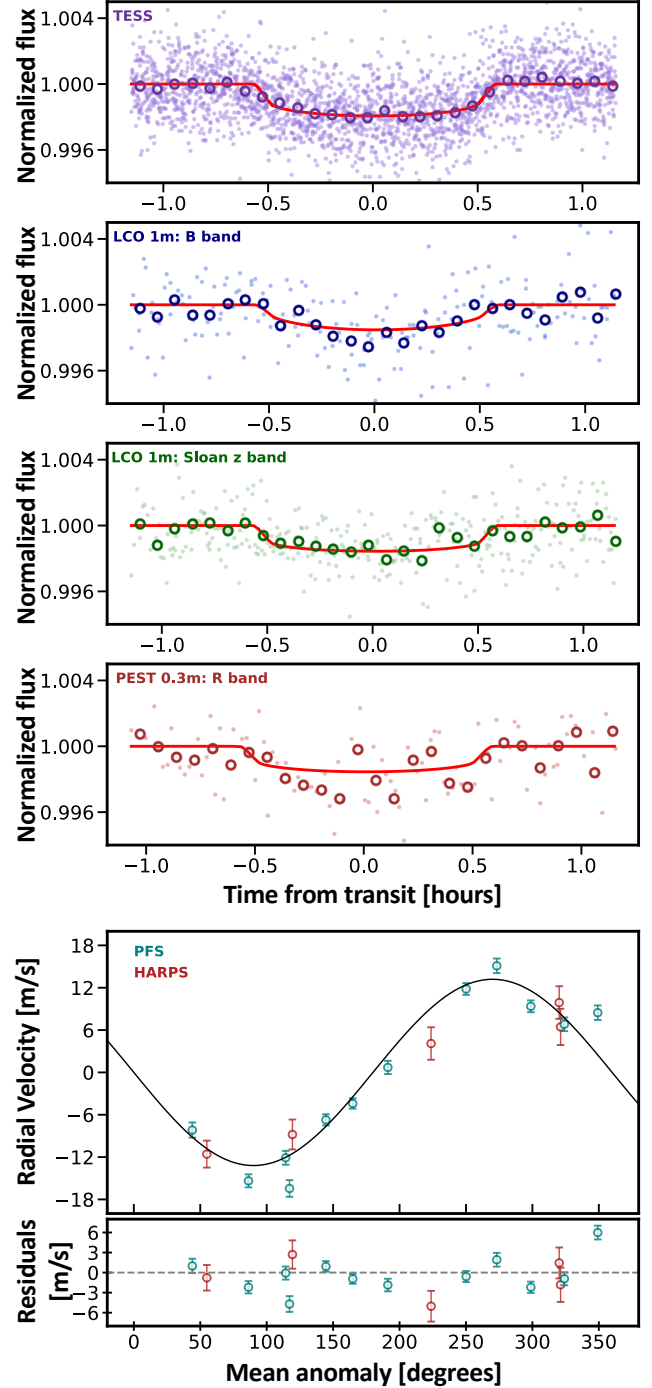 TESS
1.004
1.000
0.996
Normalized flux
−1.0 −0.5 0.0 0.5 1.0
LCO 1m: B band
1.004
1.000
0.996
Normalized flux
−1.0 −0.5 0.0 0.5 1.0
LCO 1m: Sloan z band
1.004
1.000
0.996
Normalized flux
−1.0 −0.5 0.0 0.5 1.0
PEST 0.3m: R band
1.004
1.000
0.996
Normalized flux
−1.0 −0.5 0.0 0.5 1.0
Time from transit [hours]
PFS
HARPS
18
12
6
0
−6
−12
−18
Radial Velocity [m/s]
6
3
0
−3
−6
Residuals
[m/s]
0 50 100 150 200 250 300 350
Mean anomaly [degrees]